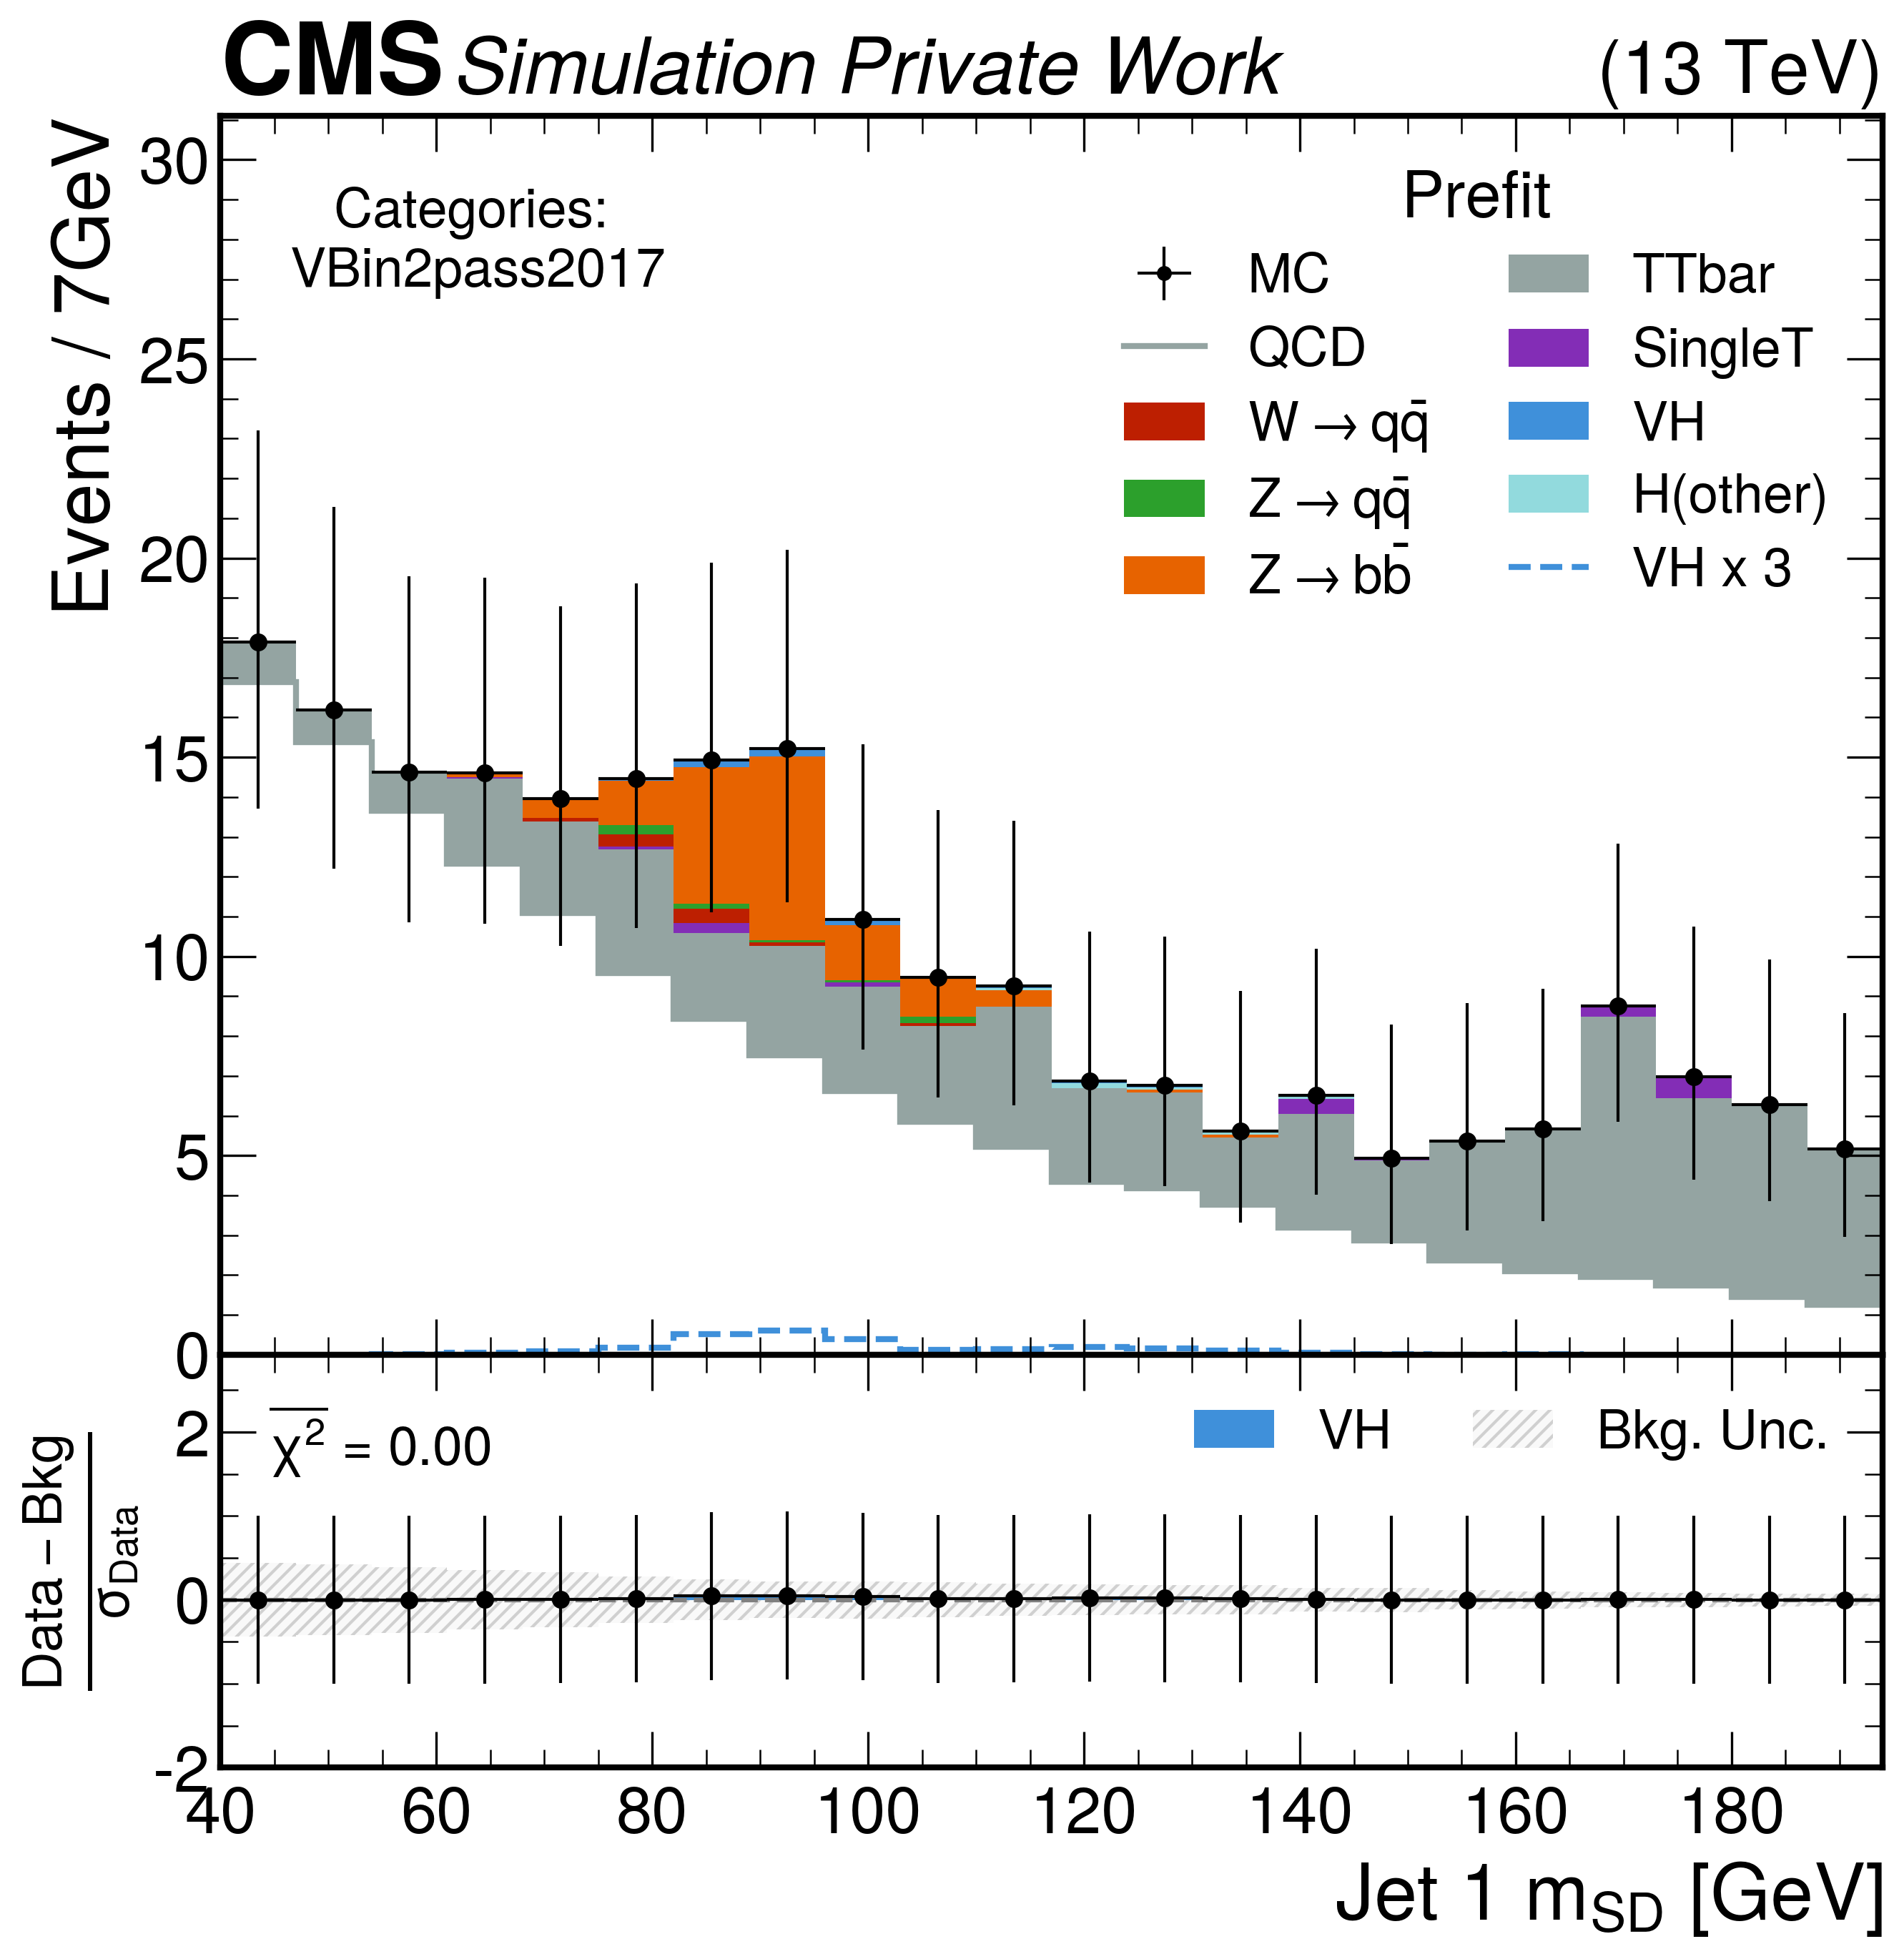 CMS Simulation Private Work (13 TeV)
Events / 7GeV
30
25
20
15
10
5
0
Categories:
VBin2pass2017
Prefit
MC
QCD
W → qq̄
Z → qq̄
Z → bb̄
TTbar
SingleT
VH
H(other)
VH x 3
Data − Bkg
σData
2
0
-2
χ² = 0.00
VH
Bkg. Unc.
40 60 80 100 120 140 160 180
Jet 1 mSD [GeV]